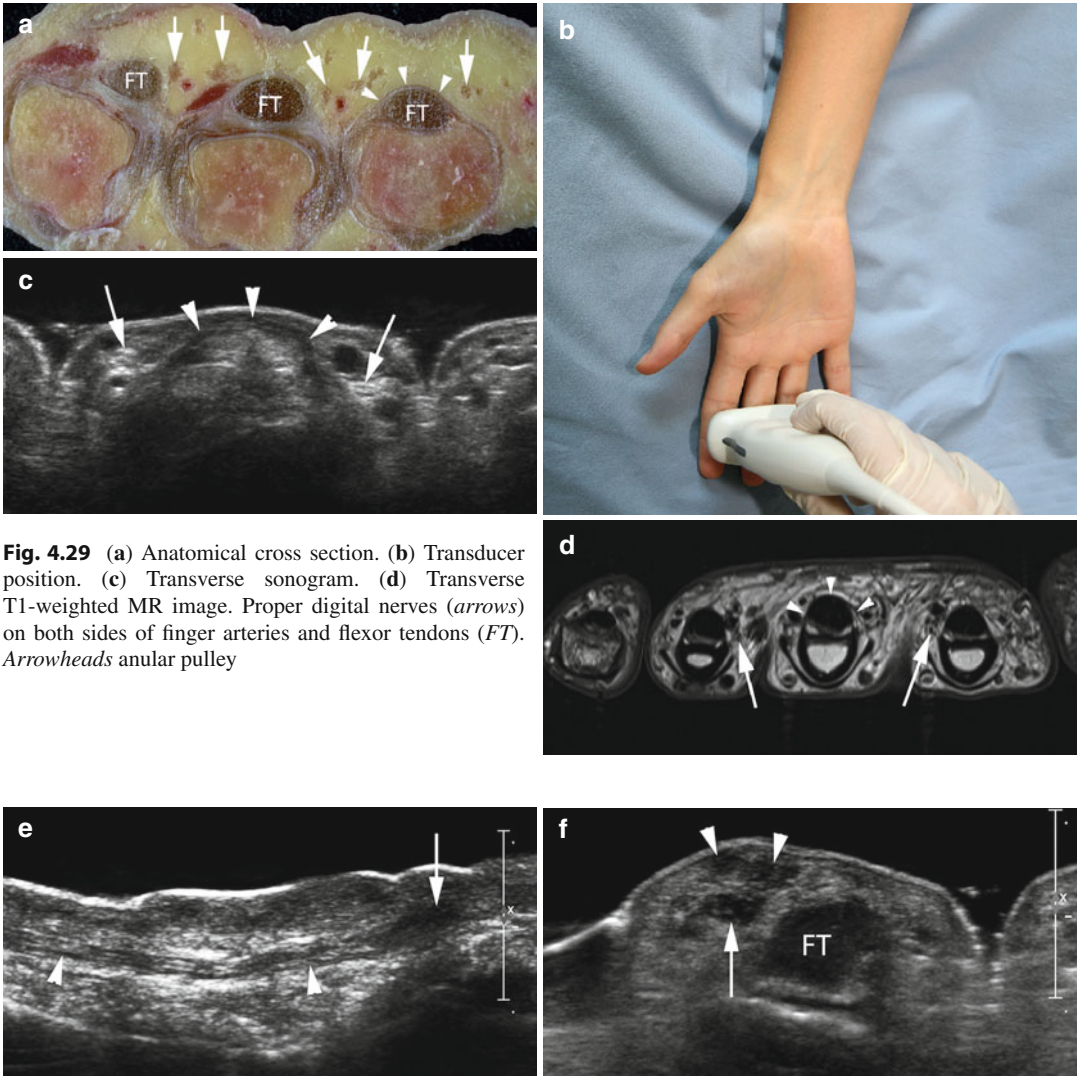 a
FT
FT
FT
b
c
Fig. 4.29 (a) Anatomical cross section. (b) Transducer
position. (c) Transverse sonogram. (d) Transverse
T1-weighted MR image. Proper digital nerves (arrows)
on both sides of finger arteries and flexor tendons (FT).
Arrowheads anular pulley
d
e
x
f
FT
x